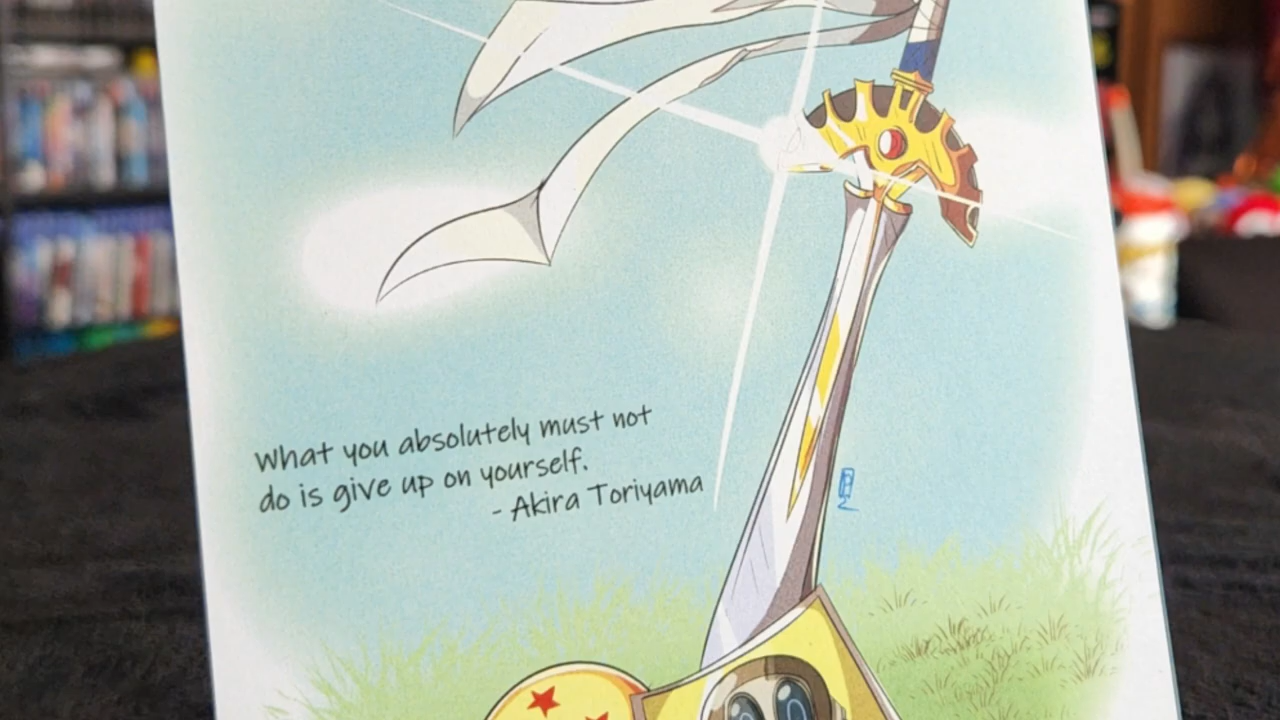 What you absolutely must not
do is give up on yourself.
- Akira Toriyama